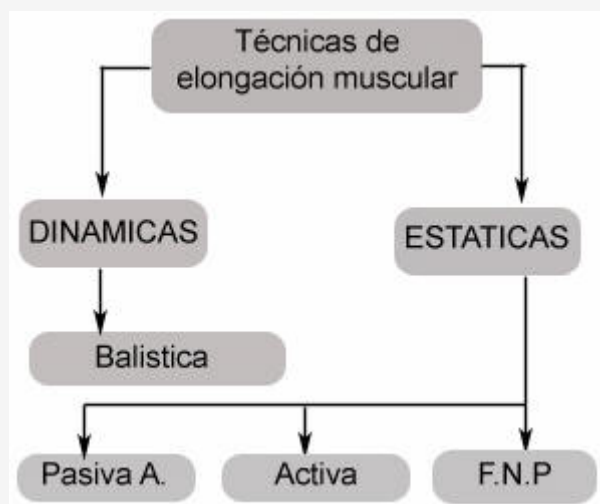 Técnicas de
elongación muscular
DINAMICAS
ESTATICAS
Balistica
Pasiva A.
Activa
F.N.P